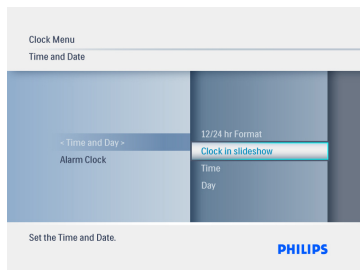 Clock Menu
Time and Date
« Time and Day »
Alarm Clock
12/24 hr Format
Clock in slideshow
Time
Day
Set the Time and Date.
PHILIPS